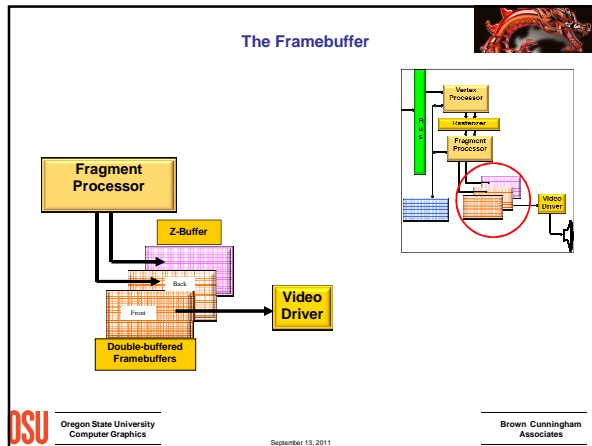 The Framebuffer
Vertex
Processor
B
u
s
Rasterizer
Fragment
Processor
Video
Driver
Fragment
Processor
Z-Buffer
Back
Front
Video
Driver
Double-buffered
Framebuffers
OSU
Oregon State University
Computer Graphics
September 13, 2011
Brown Cunningham
Associates